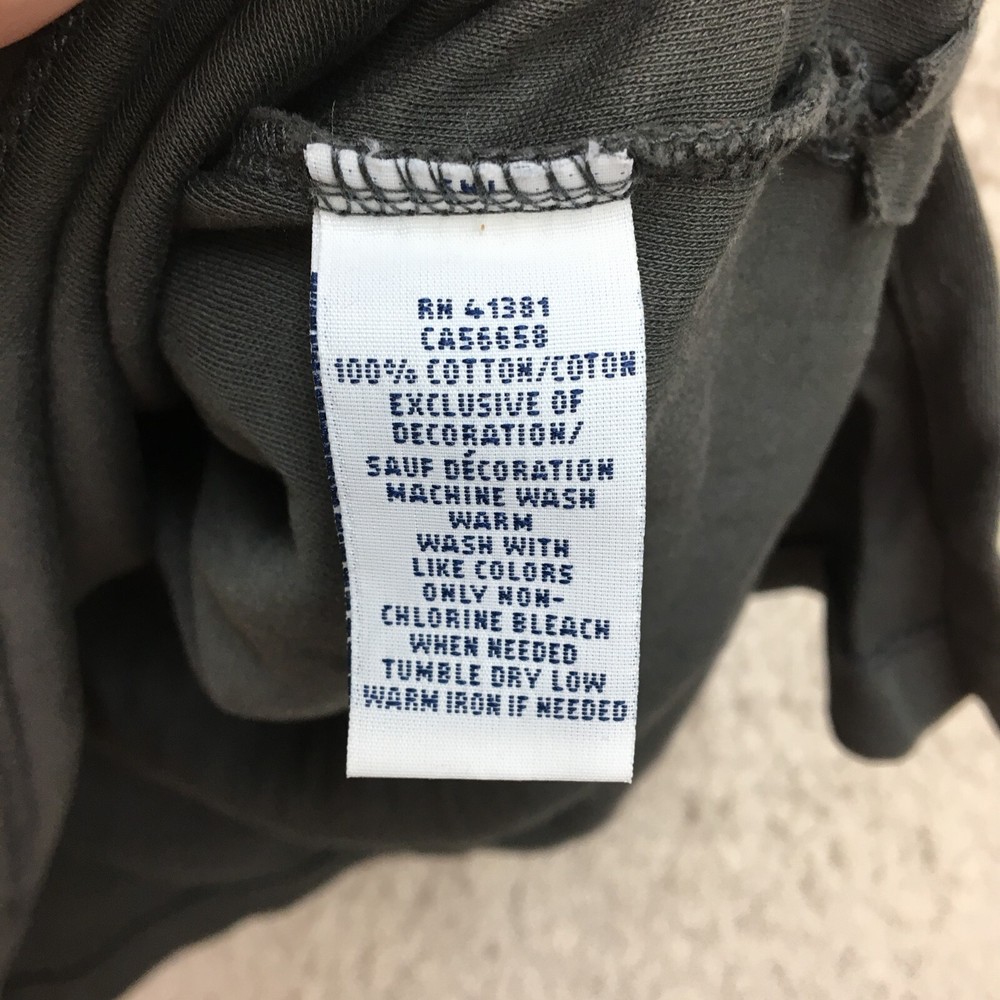 RN 41381
CA56658
100% COTTON/COTON
EXCLUSIVE OF
DECORATION/
SAUF DÉCORATION
MACHINE WASH
WARM
WASH WITH
LIKE COLORS
ONLY NON-
CHLORINE BLEACH
WHEN NEEDED
TUMBLE DRY LOW
WARM IRON IF NEEDED